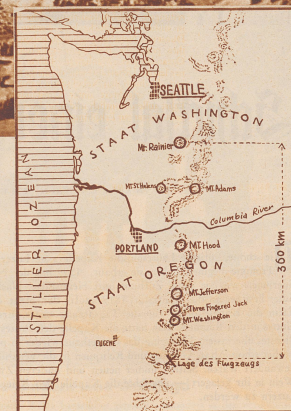 SEATTLE
STAAT WASHINGTON
Mt. Rainier
Mt. St. Helens
Mt. Adams
Columbia River
PORTLAND
Mt. Hood
STAAT OREGON
Mt. Jefferson
Three Fingered Jack
Mt. Washington
EUGENE
Lage des Flugzeugs
STILLER OZEAN
360 km